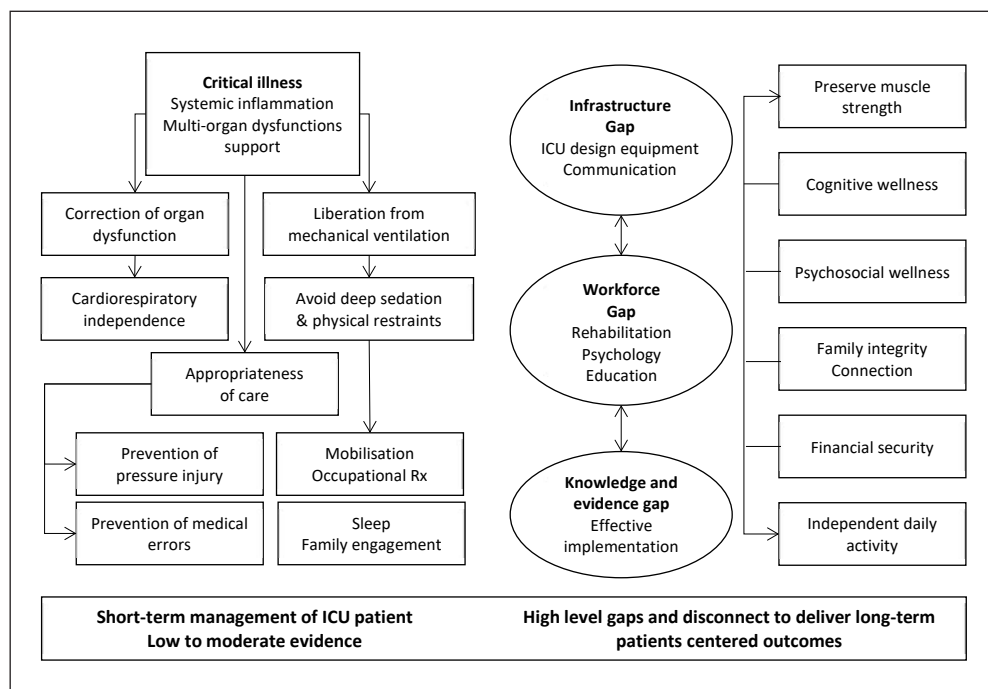 Critical illness
Systemic inflammation
Multi-organ dysfunctions
support
Correction of organ
dysfunction
Liberation from
mechanical ventilation
Cardiorespiratory
independence
Avoid deep sedation
& physical restraints
Appropriateness
of care
Prevention of
pressure injury
Mobilisation
Occupational Rx
Prevention of medical
errors
Sleep
Family engagement
Infrastructure
Gap
ICU design equipment
Communication
Workforce
Gap
Rehabilitation
Psychology
Education
Knowledge and
evidence gap
Effective
implementation
Preserve muscle
strength
Cognitive wellness
Psychosocial wellness
Family integrity
Connection
Financial security
Independent daily
activity
Short-term management of ICU patient
Low to moderate evidence
High level gaps and disconnect to deliver long-term
patients centered outcomes